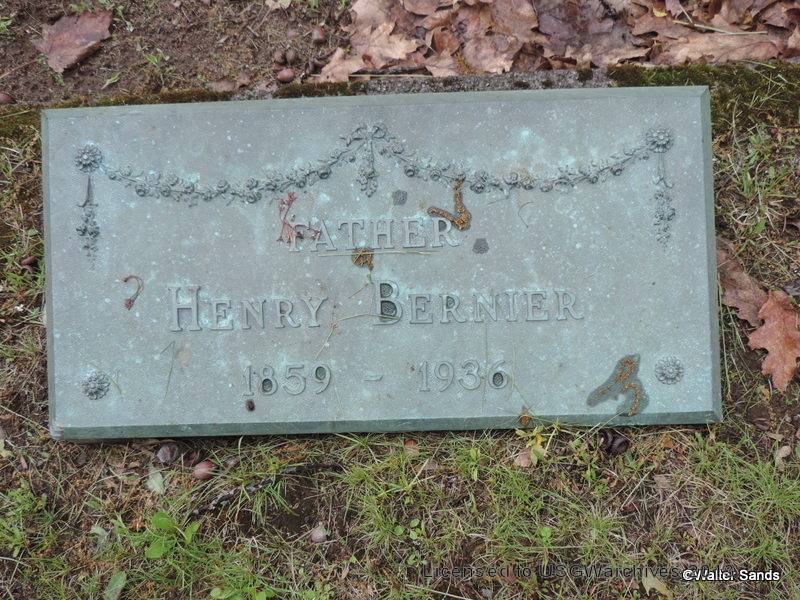 FATHER
HENRY BERNIER
1859 - 1936
Licensed to USGWarchives
©Walter Sands